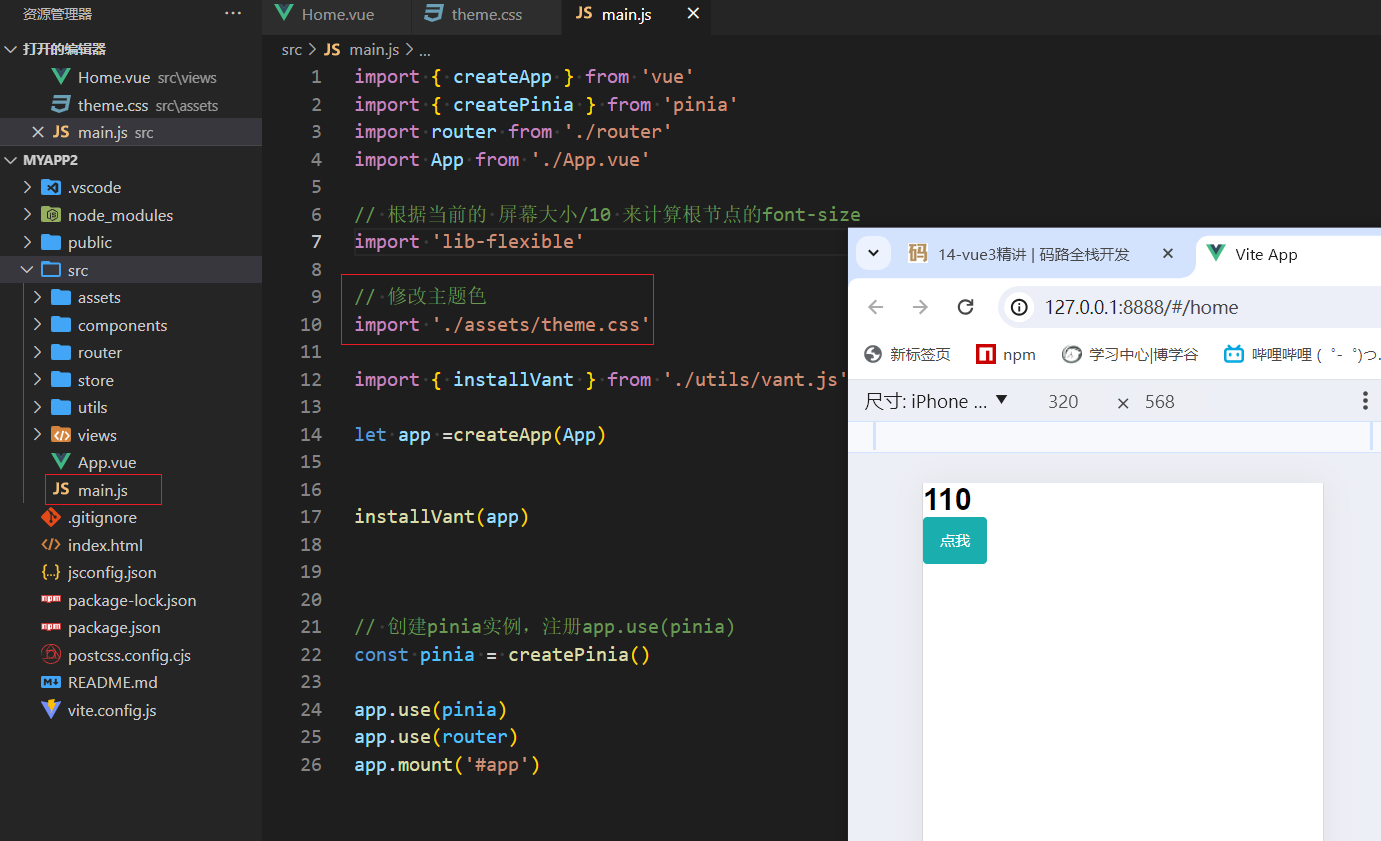 资源管理器
打开的编辑器
Home.vue src\views
theme.css src\assets
main.js src
MYAPP2
.vscode
node_modules
public
src
assets
components
router
store
utils
views
App.vue
main.js
.gitignore
index.html
jsconfig.json
package-lock.json
package.json
postcss.config.cjs
README.md
vite.config.js
Home.vue
theme.css
JS main.js
src > JS main.js > ...
1 import { createApp } from 'vue'
2 import { createPinia } from 'pinia'
3 import router from './router'
4 import App from './App.vue'
5
6 // 根据当前的 屏幕大小/10 来计算根节点的font-size
7 import 'lib-flexible'
8
9 // 修改主题色
10 import './assets/theme.css'
11
12 import { installVant } from './utils/vant.js'
13
14 let app =createApp(App)
15
16
17 installVant(app)
18
19
20
21 // 创建pinia实例，注册app.use(pinia)
22 const pinia = createPinia()
23
24 app.use(pinia)
25 app.use(router)
26 app.mount('#app')
码 14-vue3精讲 | 码路全栈开发
Vite App
127.0.0.1:8888/#/home
新标签页
npm
学习中心|博学谷
哔哩哔哩 (゜-゜)つ...
尺寸: iPhone ... ▼ 320 × 568
110
点我